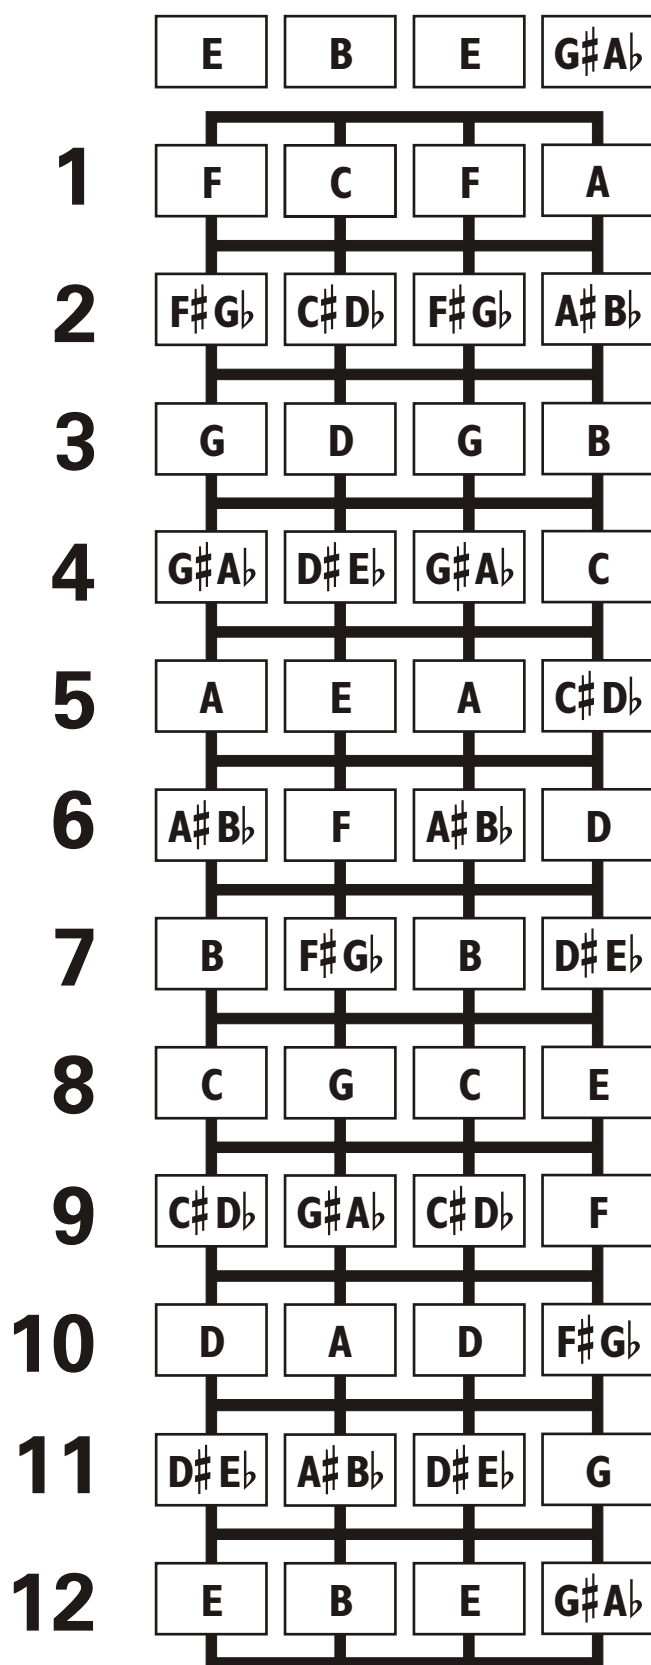 E B E G♯A♭
1 F C F A
2 F♯G♭ C♯D♭ F♯G♭ A♯B♭
3 G D G B
4 G♯A♭ D♯E♭ G♯A♭ C
5 A E A C♯D♭
6 A♯B♭ F A♯B♭ D
7 B F♯G♭ B D♯E♭
8 C G C E
9 C♯D♭ G♯A♭ C♯D♭ F
10 D A D F♯G♭
11 D♯E♭ A♯B♭ D♯E♭ G
12 E B E G♯A♭